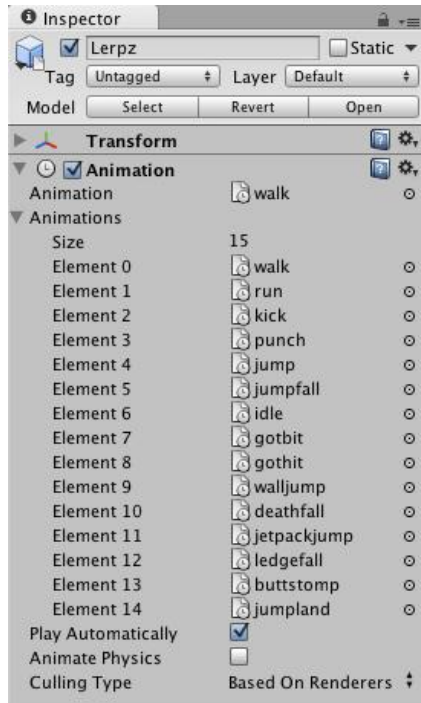 Inspector
Lerpz Static
Tag Untagged Layer Default
Model Select Revert Open
Transform
Animation
Animation walk
Animations
Size 15
Element 0 walk
Element 1 run
Element 2 kick
Element 3 punch
Element 4 jump
Element 5 jumpfall
Element 6 idle
Element 7 gotbit
Element 8 gothit
Element 9 walljump
Element 10 deathfall
Element 11 jetpackjump
Element 12 ledgefall
Element 13 buttstomp
Element 14 jumpland
Play Automatically
Animate Physics
Culling Type Based On Renderers